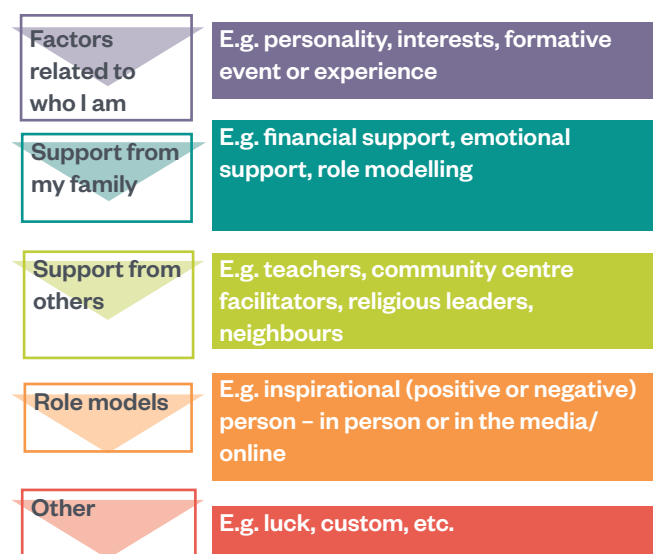 Factors
related to
who I am
E.g. personality, interests, formative
event or experience
Support from
my family
E.g. financial support, emotional
support, role modelling
Support from
others
E.g. teachers, community centre
facilitators, religious leaders,
neighbours
Role models
E.g. inspirational (positive or negative)
person – in person or in the media/
online
Other
E.g. luck, custom, etc.